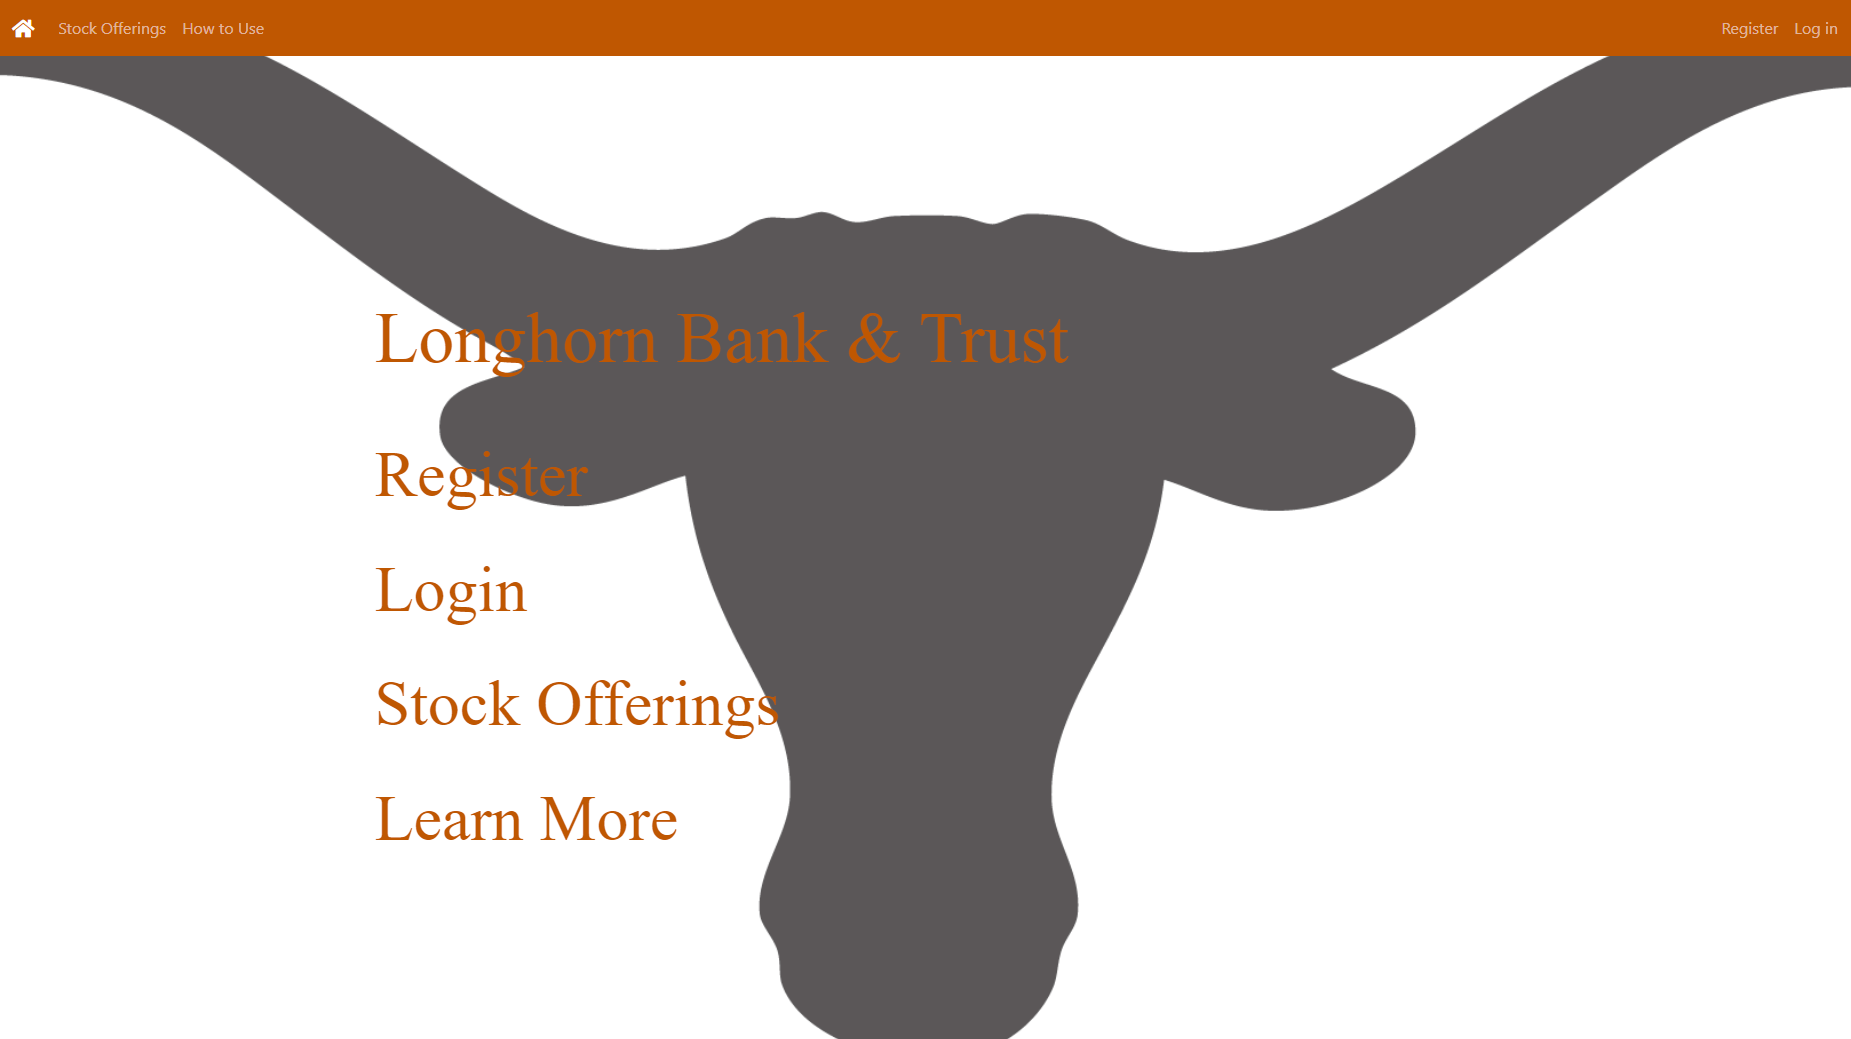 Stock Offerings How to Use Register Log in
Longhorn Bank & Trust
Register
Login
Stock Offerings
Learn More